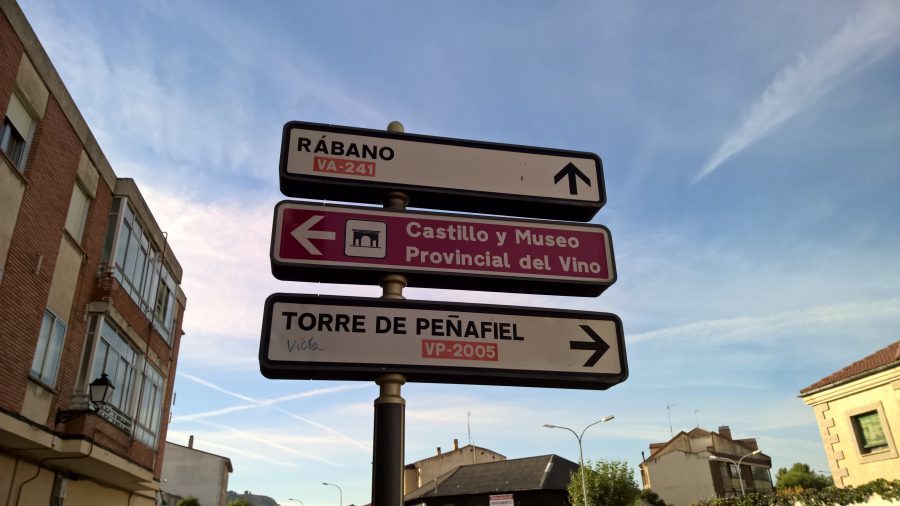 RÁBANO
VA-241
Castillo y Museo
Provincial del Vino
TORRE DE PEÑAFIEL
VP-2005